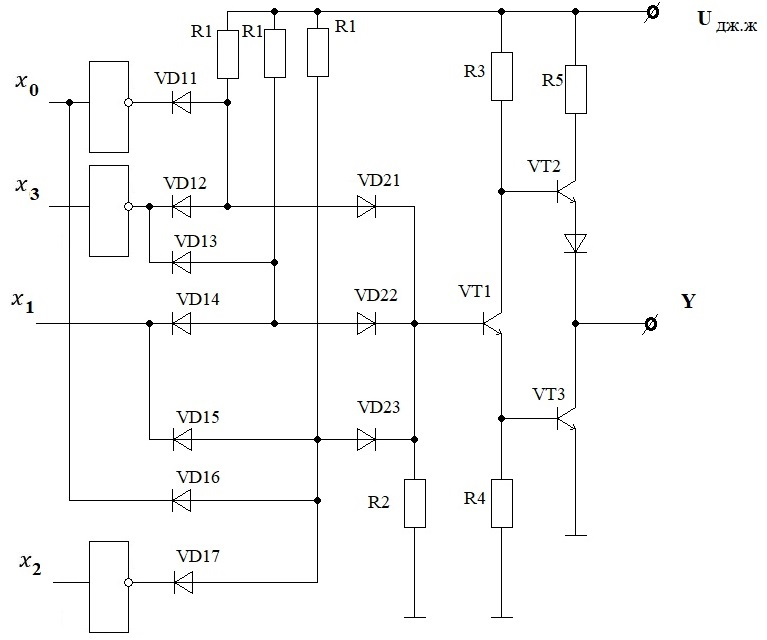 R1
R1
R1
U дж.ж
x0
VD11
R3
R5
x3
VD12
VD21
VT2
VD13
x1
VD14
VD22
VT1
Y
VD15
VD23
VT3
VD16
R2
R4
x2
VD17